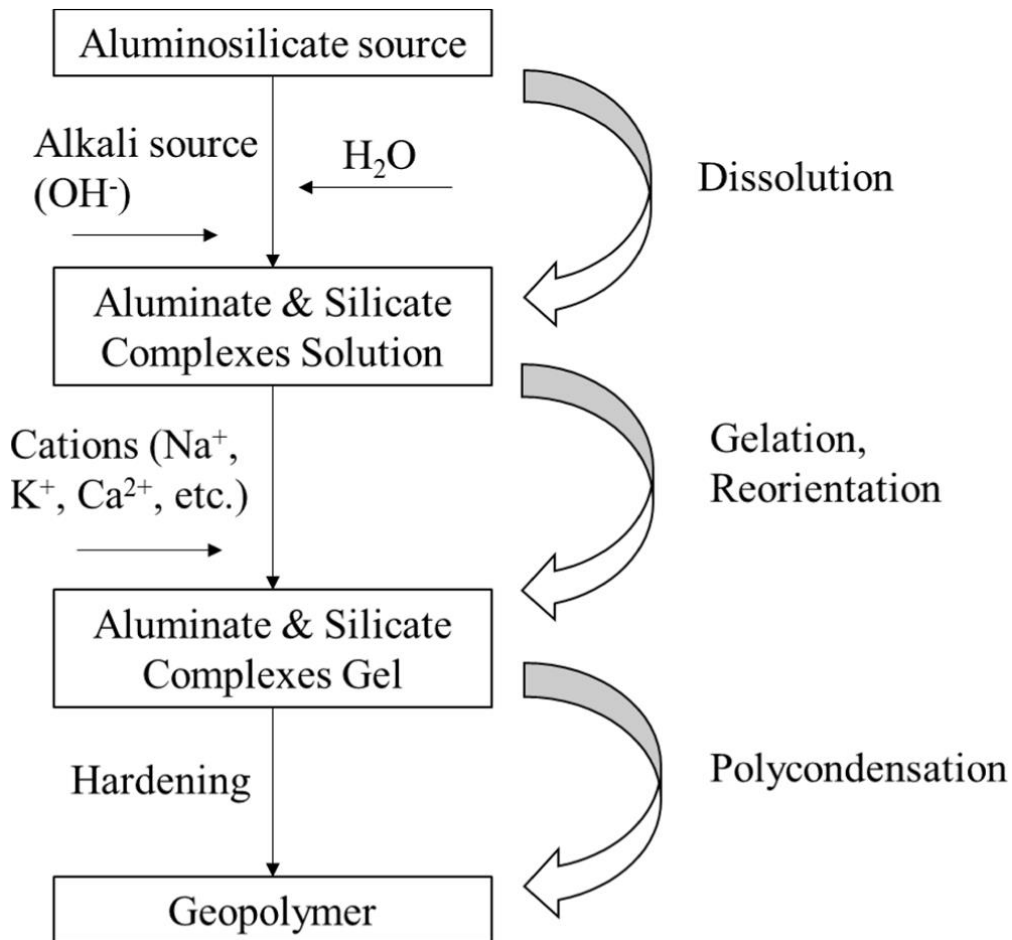 Aluminosilicate source
Alkali source
(OH-)
H₂O
Dissolution
Aluminate & Silicate
Complexes Solution
Cations (Na⁺,
K⁺, Ca²⁺, etc.)
Gelation,
Reorientation
Aluminate & Silicate
Complexes Gel
Hardening
Polycondensation
Geopolymer